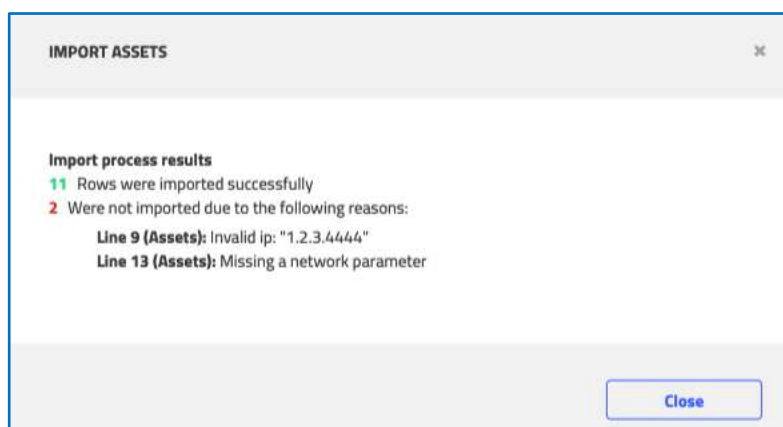 IMPORT ASSETS
Import process results
11 Rows were imported successfully
2 Were not imported due to the following reasons:
Line 9 (Assets): Invalid ip: "1.2.3.4444"
Line 13 (Assets): Missing a network parameter
Close